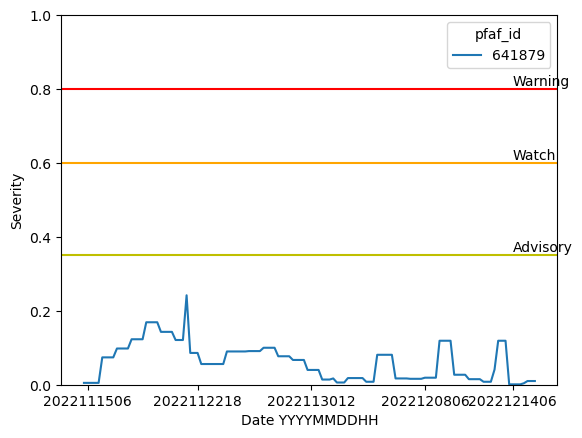 1.0
pfaf_id
641879
0.8
Warning
0.6
Watch
Severity
0.4
Advisory
0.2
0.0
2022111506 2022112218 2022113012 2022120806 2022121406
Date YYYYMMDDHH